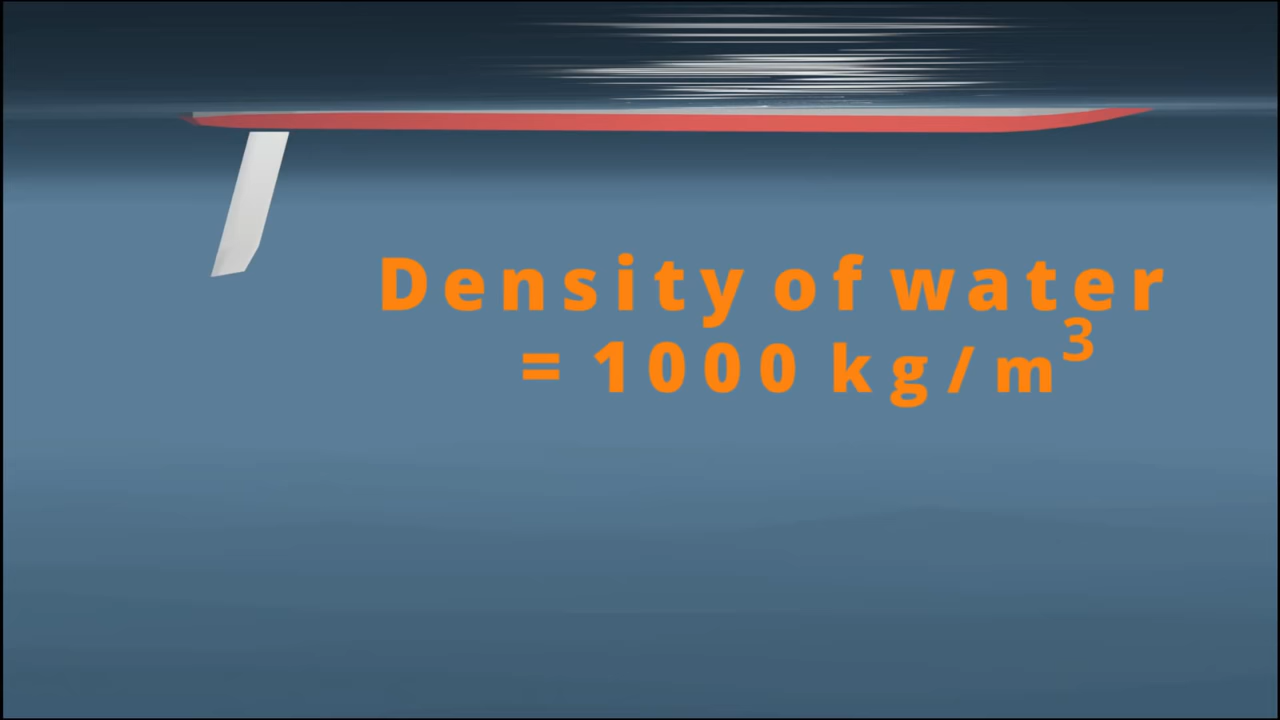 Density of water
= 1000 kg/m³